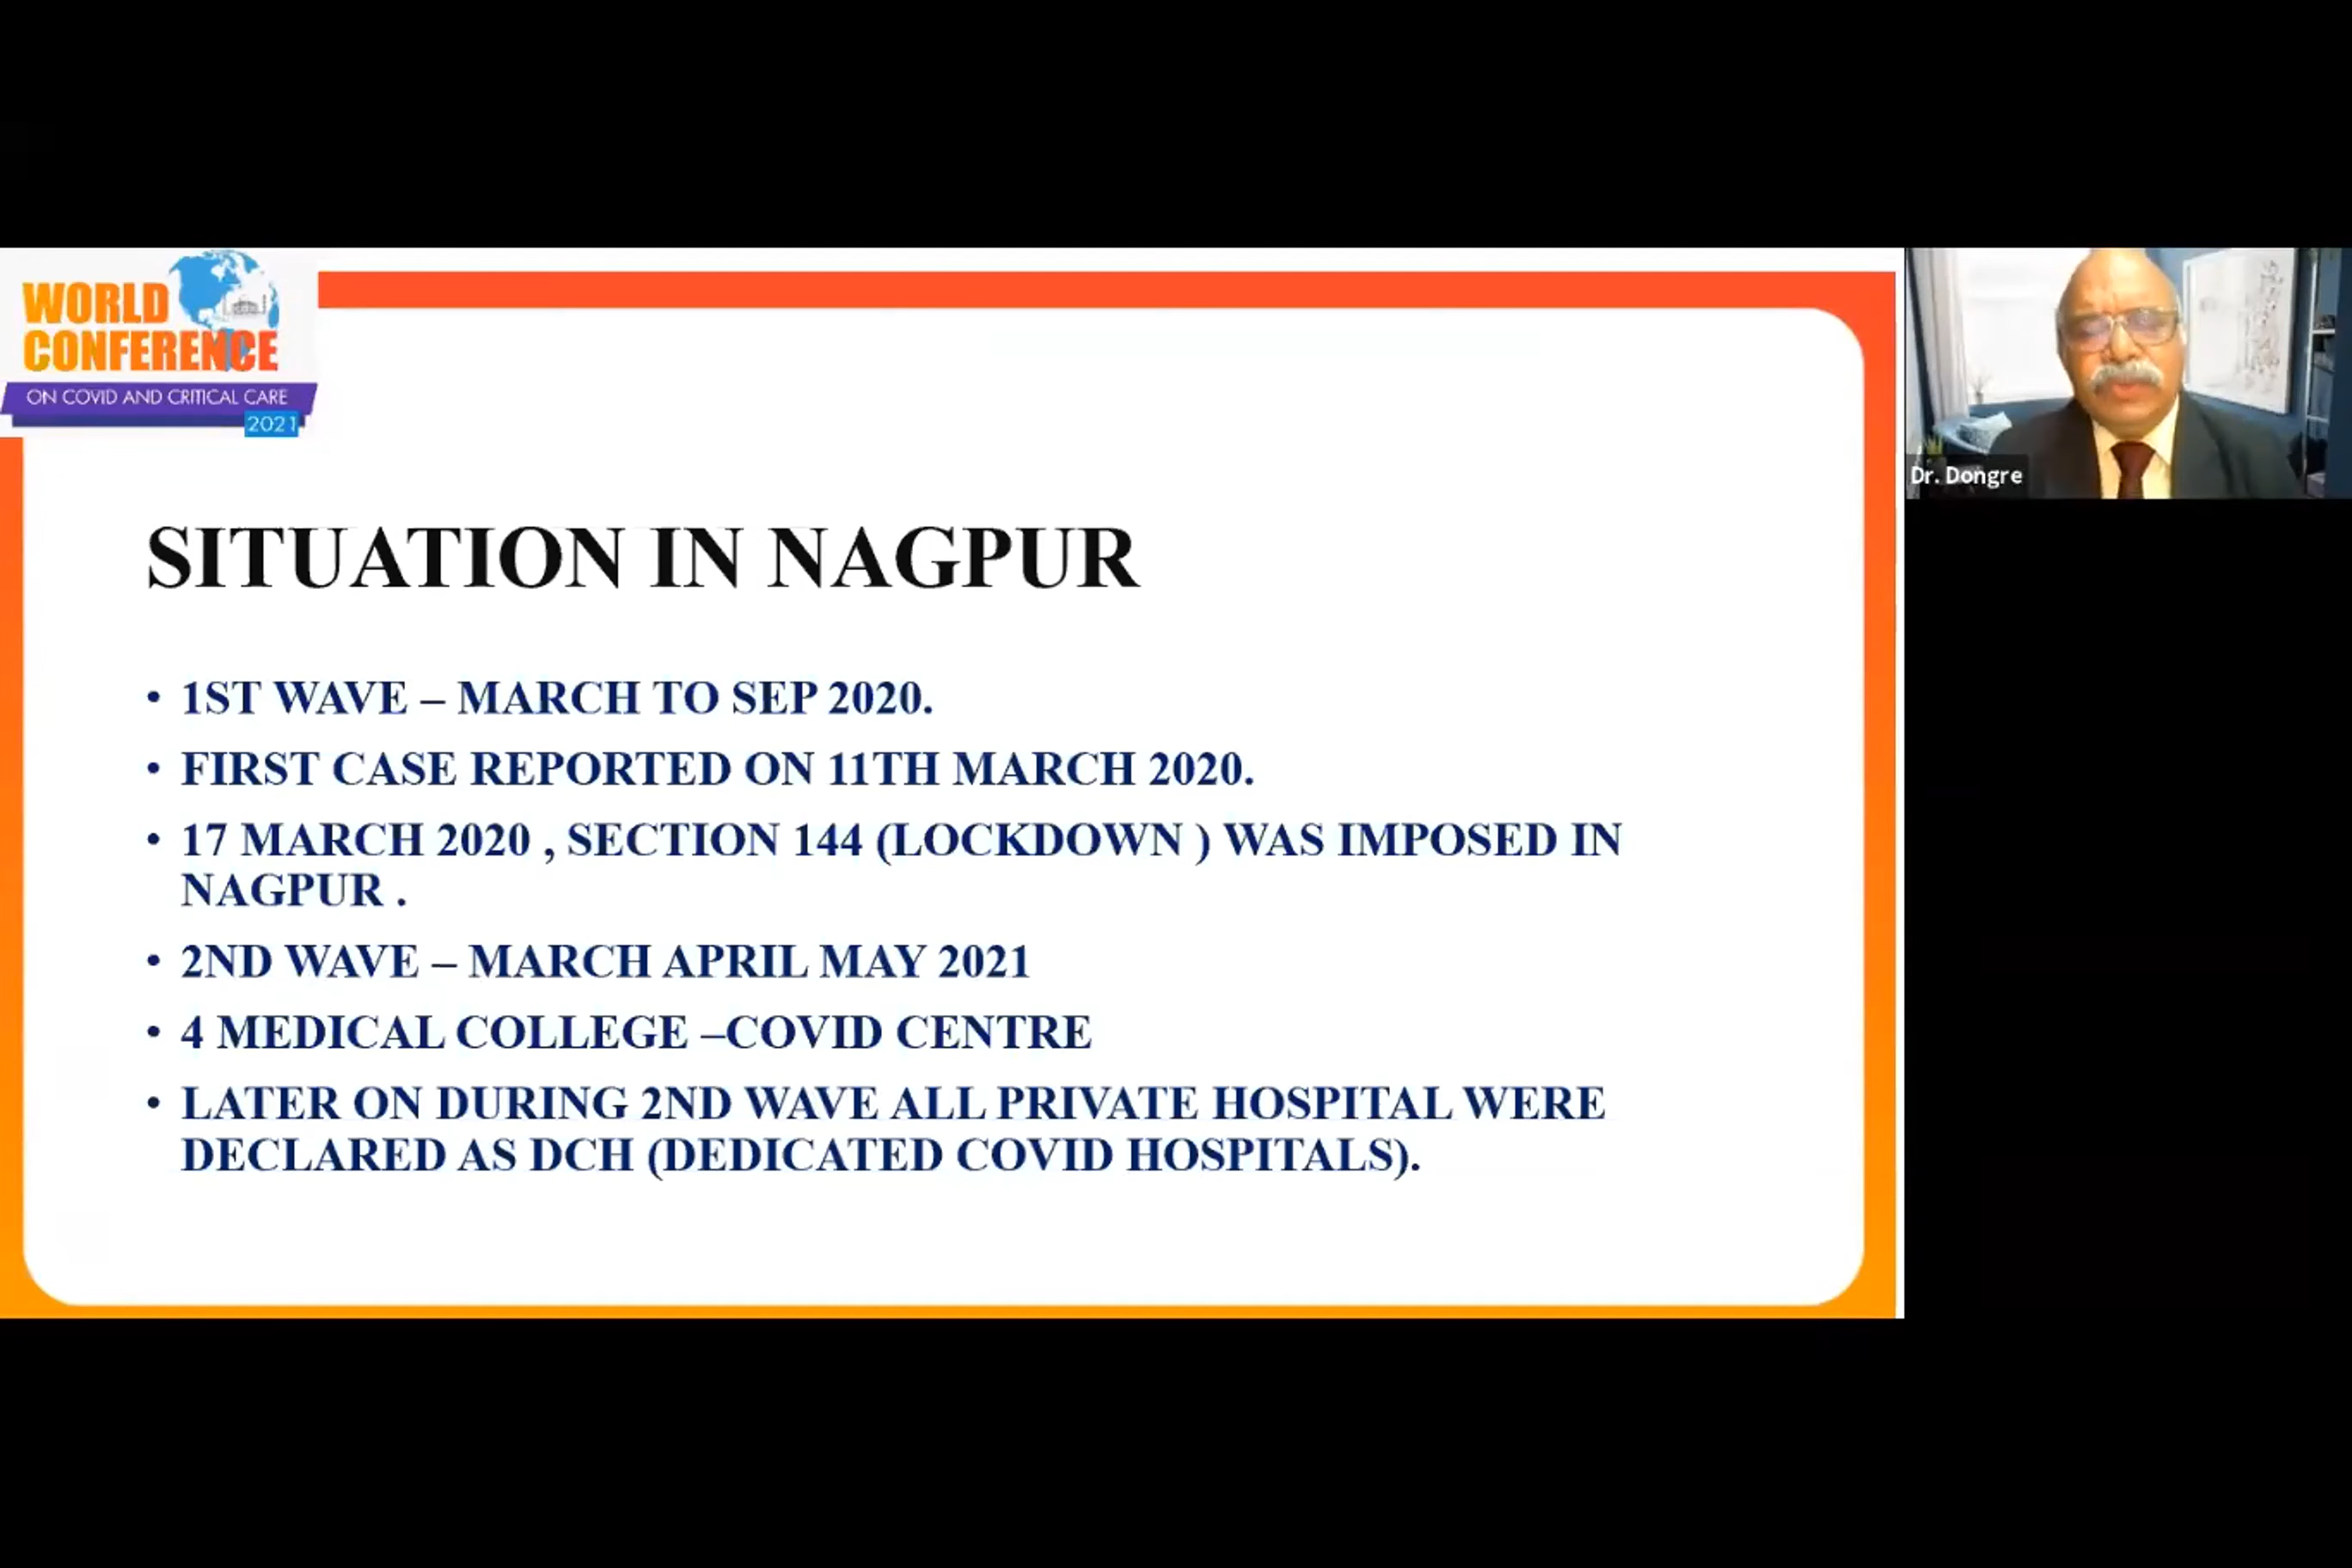 WORLD
CONFERENCE
ON COVID AND CRITICAL CARE
2021
SITUATION IN NAGPUR
• 1ST WAVE – MARCH TO SEP 2020.
• FIRST CASE REPORTED ON 11TH MARCH 2020.
• 17 MARCH 2020 , SECTION 144 (LOCKDOWN ) WAS IMPOSED IN
NAGPUR .
• 2ND WAVE – MARCH APRIL MAY 2021
• 4 MEDICAL COLLEGE –COVID CENTRE
• LATER ON DURING 2ND WAVE ALL PRIVATE HOSPITAL WERE
DECLARED AS DCH (DEDICATED COVID HOSPITALS).
Dr. Dongre